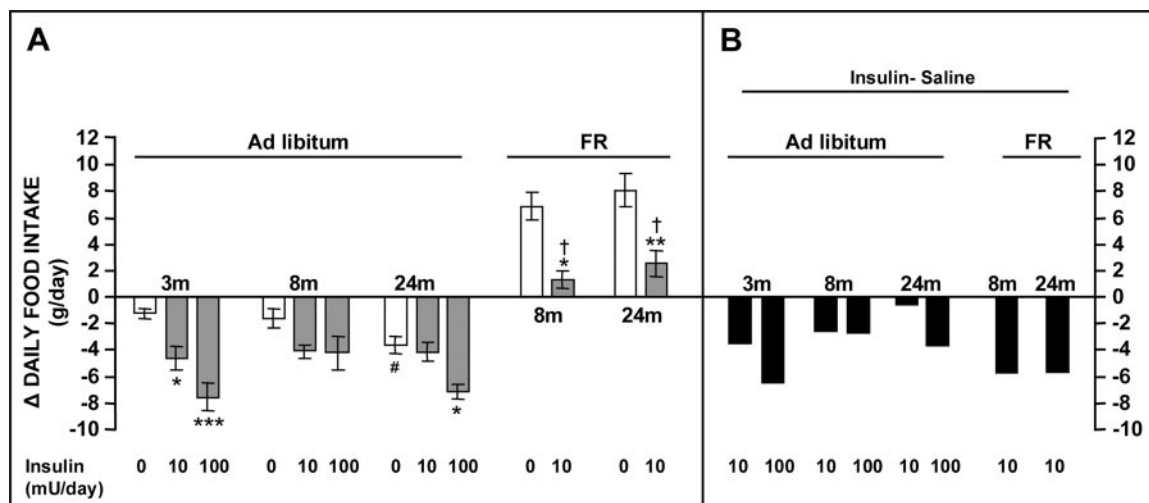 A
B
Insulin- Saline
Ad libitum
FR
Ad libitum
FR
Δ DAILY FOOD INTAKE
(g/day)
12
10
8
6
4
2
0
-2
-4
-6
-8
-10
3m
8m
24m
8m
24m
*
***
#
*
†
*
†
**
3m
8m
24m
8m
24m
12
10
8
6
4
2
0
-2
-4
-6
-8
-10
Insulin
(mU/day)
0 10 100 0 10 100 0 10 100 0 10 0 10
10 100 10 100 10 100 10 10